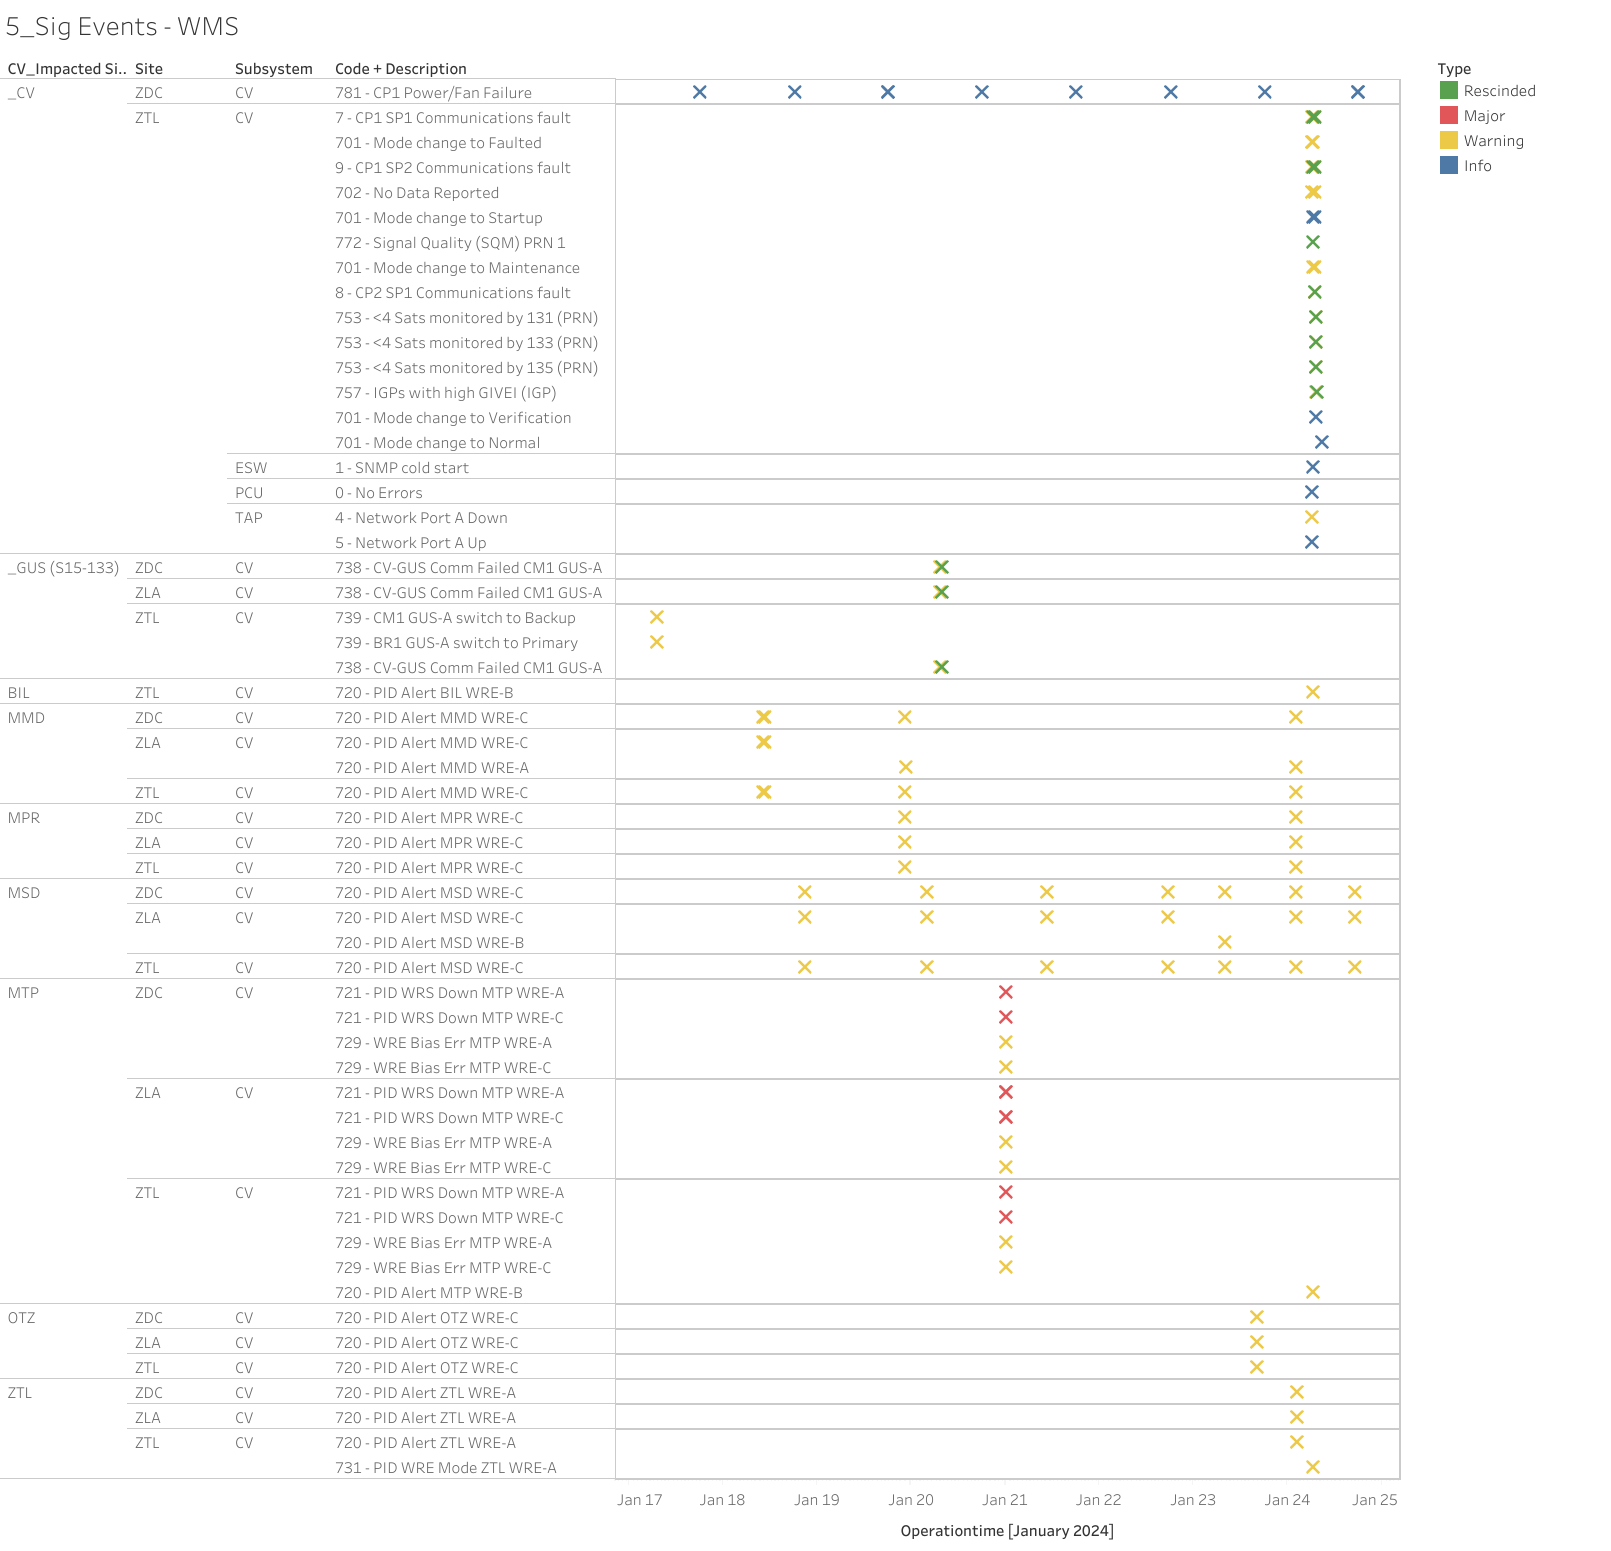 5_Sig Events - WMS
CV_Impacted Si.. Site Subsystem Code + Description Type
_CV ZDC CV 781 - CP1 Power/Fan Failure Rescinded
ZTL CV 7 - CP1 SP1 Communications fault Major
701 - Mode change to Faulted Warning
9 - CP1 SP2 Communications fault Info
702 - No Data Reported
701 - Mode change to Startup
772 - Signal Quality (SQM) PRN 1
701 - Mode change to Maintenance
8 - CP2 SP1 Communications fault
753 - <4 Sats monitored by 131 (PRN)
753 - <4 Sats monitored by 133 (PRN)
753 - <4 Sats monitored by 135 (PRN)
757 - IGPs with high GIVEI (IGP)
701 - Mode change to Verification
701 - Mode change to Normal
ESW 1 - SNMP cold start
PCU 0 - No Errors
TAP 4 - Network Port A Down
5 - Network Port A Up
_GUS (S15-133) ZDC CV 738 - CV-GUS Comm Failed CM1 GUS-A
ZLA CV 738 - CV-GUS Comm Failed CM1 GUS-A
ZTL CV 739 - CM1 GUS-A switch to Backup
739 - BR1 GUS-A switch to Primary
738 - CV-GUS Comm Failed CM1 GUS-A
BIL ZTL CV 720 - PID Alert BIL WRE-B
MMD ZDC CV 720 - PID Alert MMD WRE-C
ZLA CV 720 - PID Alert MMD WRE-C
720 - PID Alert MMD WRE-A
ZTL CV 720 - PID Alert MMD WRE-C
MPR ZDC CV 720 - PID Alert MPR WRE-C
ZLA CV 720 - PID Alert MPR WRE-C
ZTL CV 720 - PID Alert MPR WRE-C
MSD ZDC CV 720 - PID Alert MSD WRE-C
ZLA CV 720 - PID Alert MSD WRE-C
720 - PID Alert MSD WRE-B
ZTL CV 720 - PID Alert MSD WRE-C
MTP ZDC CV 721 - PID WRS Down MTP WRE-A
721 - PID WRS Down MTP WRE-C
729 - WRE Bias Err MTP WRE-A
729 - WRE Bias Err MTP WRE-C
ZLA CV 721 - PID WRS Down MTP WRE-A
721 - PID WRS Down MTP WRE-C
729 - WRE Bias Err MTP WRE-A
729 - WRE Bias Err MTP WRE-C
ZTL CV 721 - PID WRS Down MTP WRE-A
721 - PID WRS Down MTP WRE-C
729 - WRE Bias Err MTP WRE-A
729 - WRE Bias Err MTP WRE-C
720 - PID Alert MTP WRE-B
OTZ ZDC CV 720 - PID Alert OTZ WRE-C
ZLA CV 720 - PID Alert OTZ WRE-C
ZTL CV 720 - PID Alert OTZ WRE-C
ZTL ZDC CV 720 - PID Alert ZTL WRE-A
ZLA CV 720 - PID Alert ZTL WRE-A
ZTL CV 720 - PID Alert ZTL WRE-A
731 - PID WRE Mode ZTL WRE-A
Jan 17 Jan 18 Jan 19 Jan 20 Jan 21 Jan 22 Jan 23 Jan 24 Jan 25
Operationtime [January 2024]